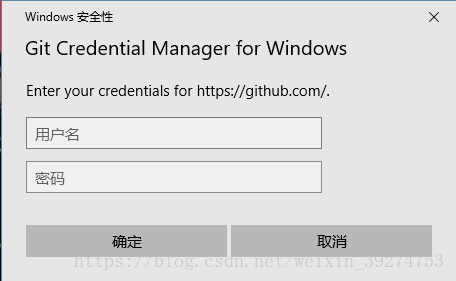 Windows 安全性
Git Credential Manager for Windows
Enter your credentials for https://github.com/.
用户名
密码
确定 取消
https://blog.csdn.net/weixin_39274753